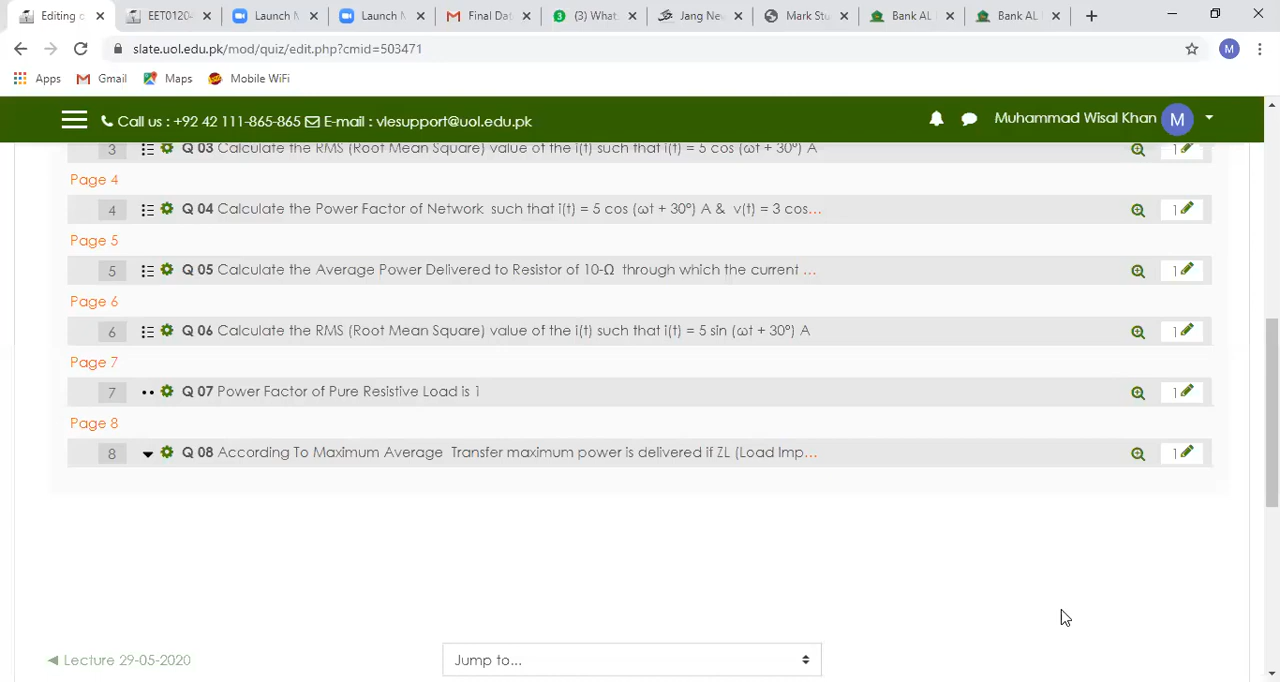 Editing c
EET0120-
Launch M
Launch M
Final Dat
(3) What
Jang Ne
Mark Stu
Bank AL
Bank AL
slate.uol.edu.pk/mod/quiz/edit.php?cmid=503471
M
Apps
Gmail
Maps
Mobile WiFi
Call us : +92 42 111-865-865 E-mail : vlesupport@uol.edu.pk
Muhammad Wisal Khan M
3 Q 03 Calculate the RMS (Root Mean Square) value of the i(t) such that i(t) = 5 cos (ωt + 30°) A 1
Page 4
4 Q 04 Calculate the Power Factor of Network such that i(t) = 5 cos (ωt + 30°) A & v(t) = 3 cos... 1
Page 5
5 Q 05 Calculate the Average Power Delivered to Resistor of 10-Ω through which the current ... 1
Page 6
6 Q 06 Calculate the RMS (Root Mean Square) value of the i(t) such that i(t) = 5 sin (ωt + 30°) A 1
Page 7
7 Q 07 Power Factor of Pure Resistive Load is 1 1
Page 8
8 Q 08 According To Maximum Average Transfer maximum power is delivered if ZL (Load Imp... 1
Lecture 29-05-2020
Jump to...